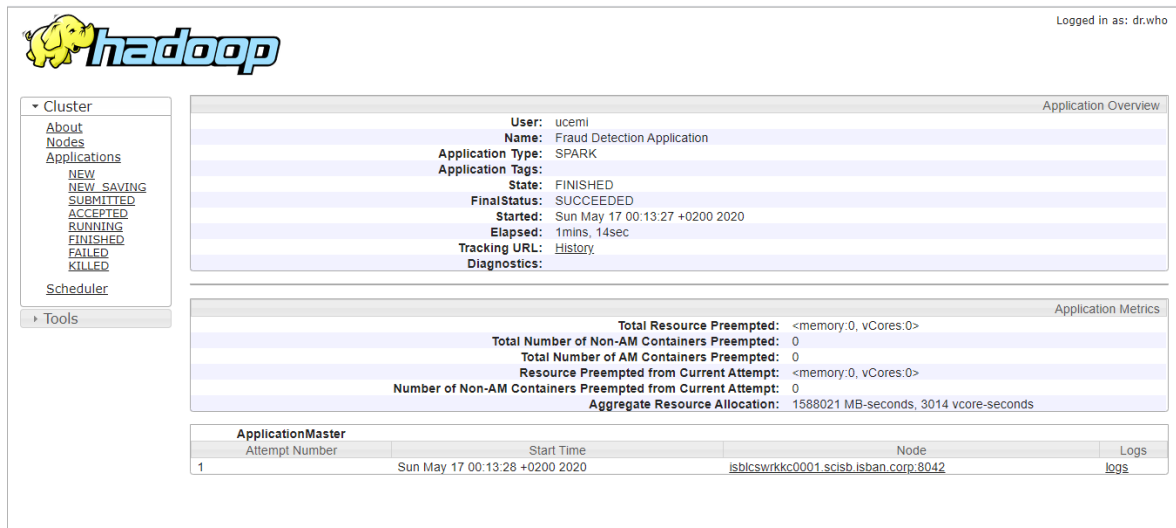 Logged in as: dr.who
hadoop
Cluster
About
Nodes
Applications
NEW
NEW_SAVING
SUBMITTED
ACCEPTED
RUNNING
FINISHED
FAILED
KILLED
Scheduler
Tools
Application Overview
User: ucemi
Name: Fraud Detection Application
Application Type: SPARK
Application Tags:
State: FINISHED
FinalStatus: SUCCEEDED
Started: Sun May 17 00:13:27 +0200 2020
Elapsed: 1mins, 14sec
Tracking URL: History
Diagnostics:
Application Metrics
Total Resource Preempted: <memory:0, vCores:0>
Total Number of Non-AM Containers Preempted: 0
Total Number of AM Containers Preempted: 0
Resource Preempted from Current Attempt: <memory:0, vCores:0>
Number of Non-AM Containers Preempted from Current Attempt: 0
Aggregate Resource Allocation: 1588021 MB-seconds, 3014 vcore-seconds
ApplicationMaster
Attempt Number Start Time Node Logs
1 Sun May 17 00:13:28 +0200 2020 isblcswrkkc0001.scisb.isban.corp:8042 logs